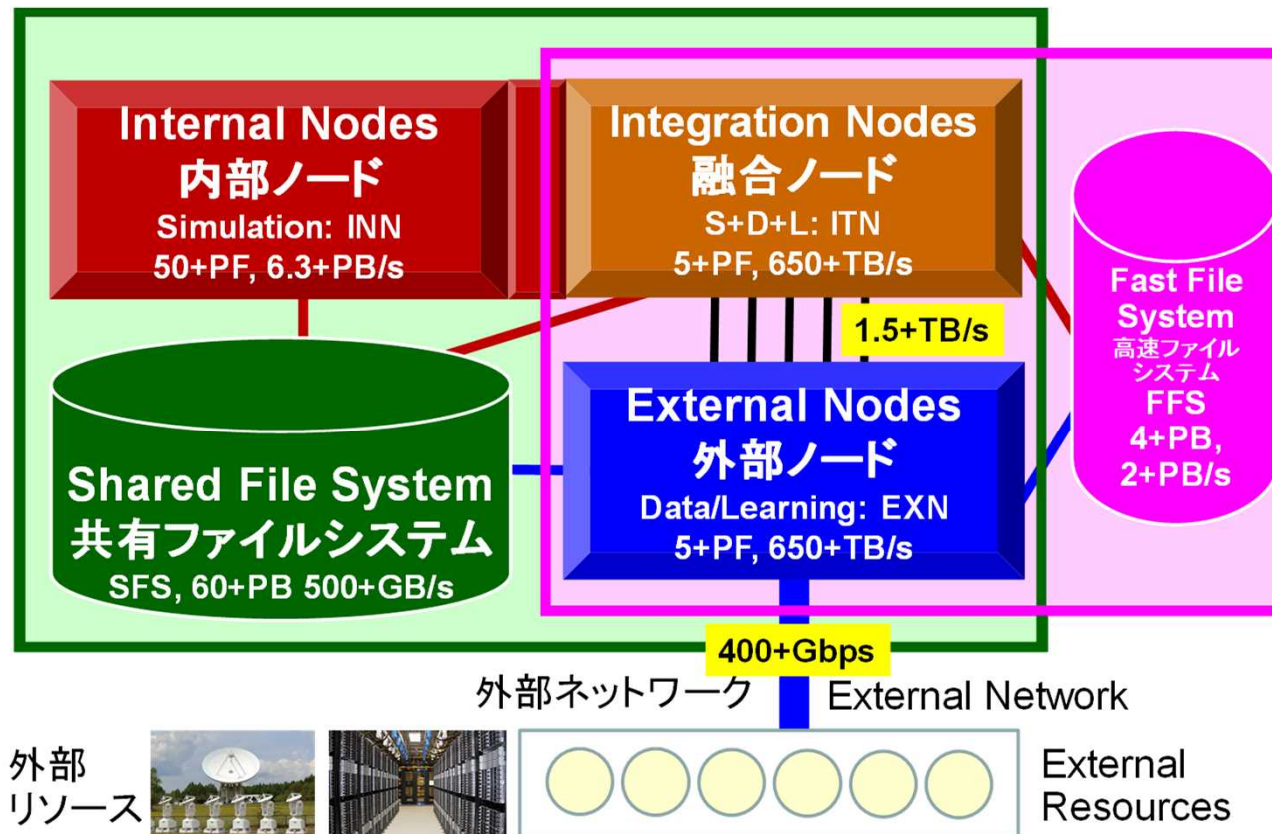 Internal Nodes
内部ノード
Simulation: INN
50+PF, 6.3+PB/s
Integration Nodes
融合ノード
S+D+L: ITN
5+PF, 650+TB/s
Fast File
System
高速ファイル
システム
FFS
4+PB,
2+PB/s
1.5+TB/s
Shared File System
共有ファイルシステム
SFS, 60+PB 500+GB/s
External Nodes
外部ノード
Data/Learning: EXN
5+PF, 650+TB/s
400+Gbps
外部ネットワーク External Network
外部
リソース
External
Resources